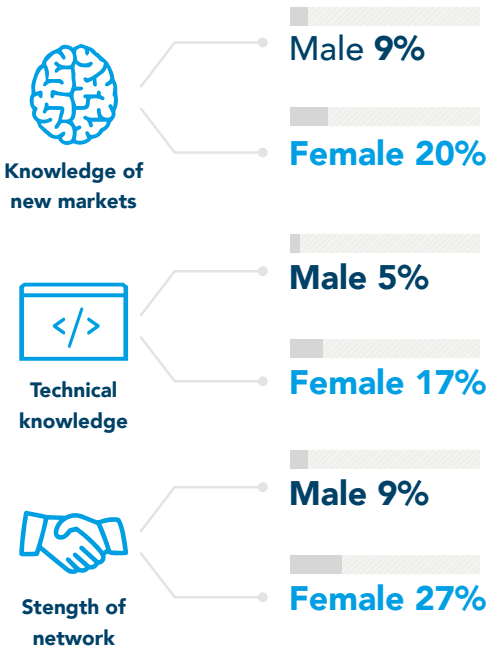 Male 9%
Female 20%
Knowledge of
new markets
Male 5%
</>
Female 17%
Technical
knowledge
Male 9%
Female 27%
Stength of
network